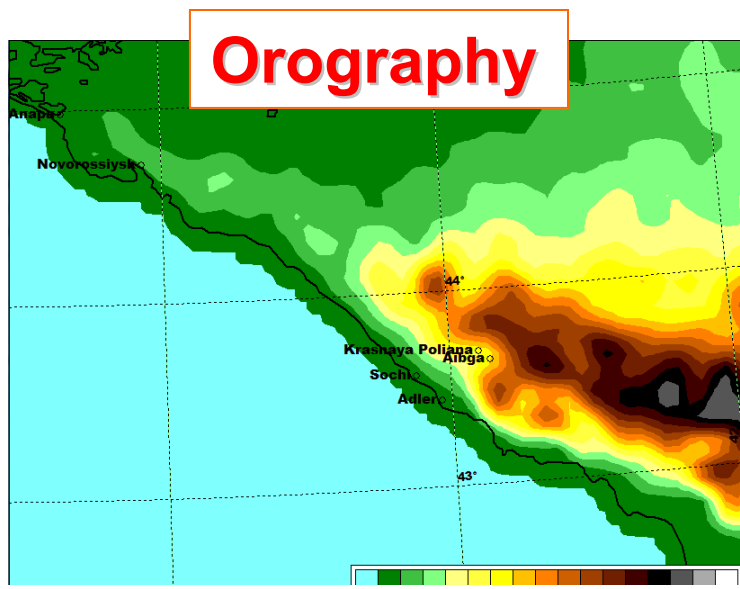 Orography
Anapa
Novorossiysk
44°
Krasnaya Poliana
Aibga
Sochi
Adler
43°